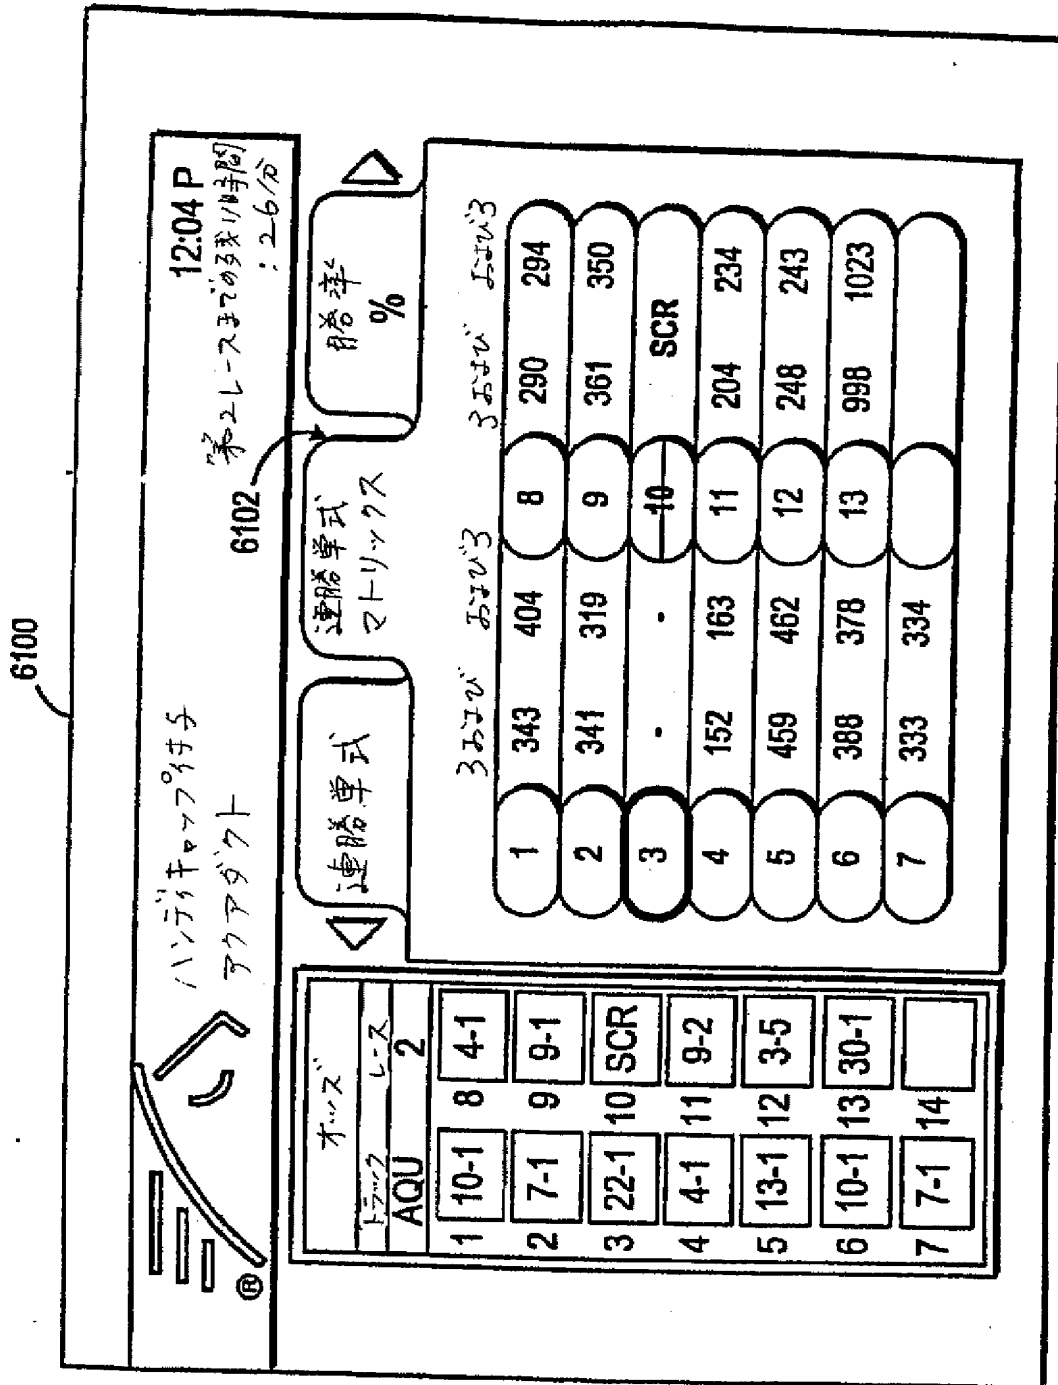 6100
ハンディキャップ付ケ
アクアダクト
12:04 P
第2レースまでの残り時間
:26分
6102
®
オッズ
トラック レース
AQU 2
1 10-1 8 4-1
2 7-1 9 9-1
3 22-1 10 SCR
4 4-1 11 9-2
5 13-1 12 3-5
6 10-1 13 30-1
7 7-1 14
連勝単式
連勝単式
マトリックス
勝率
%
3および および3 3および および3
1 343 404 8 290 294
2 341 319 9 361 350
3 · · 10 SCR
4 152 163 11 204 234
5 459 462 12 248 243
6 388 378 13 998 1023
7 333 334